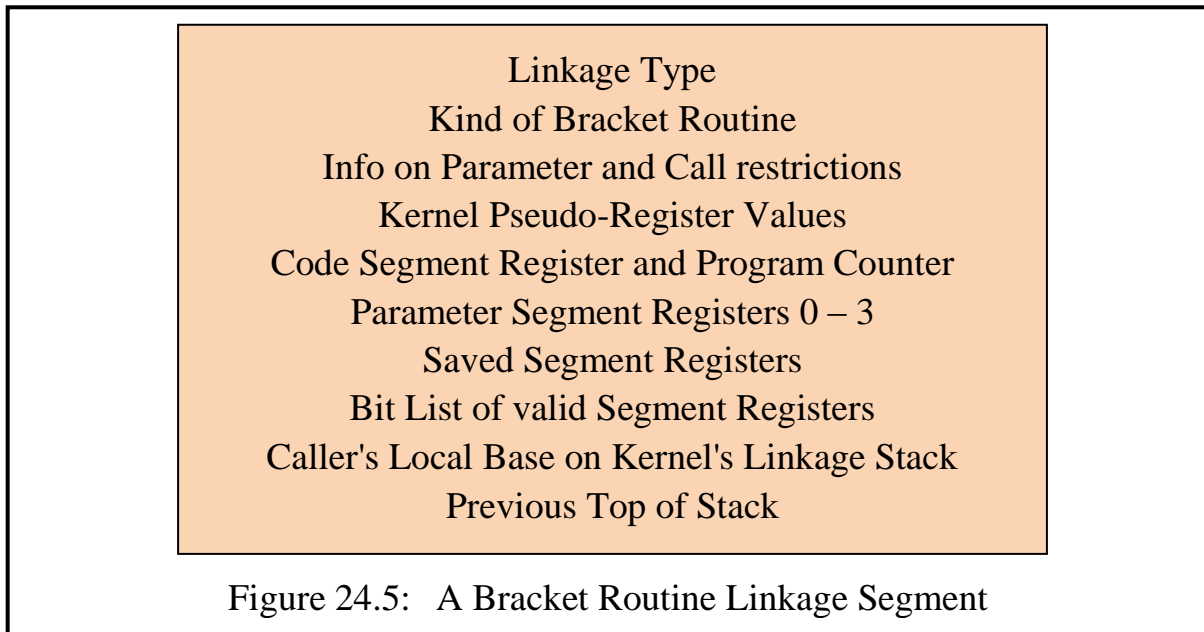 Linkage Type
Kind of Bracket Routine
Info on Parameter and Call restrictions
Kernel Pseudo-Register Values
Code Segment Register and Program Counter
Parameter Segment Registers 0 – 3
Saved Segment Registers
Bit List of valid Segment Registers
Caller's Local Base on Kernel's Linkage Stack
Previous Top of Stack
Figure 24.5: A Bracket Routine Linkage Segment